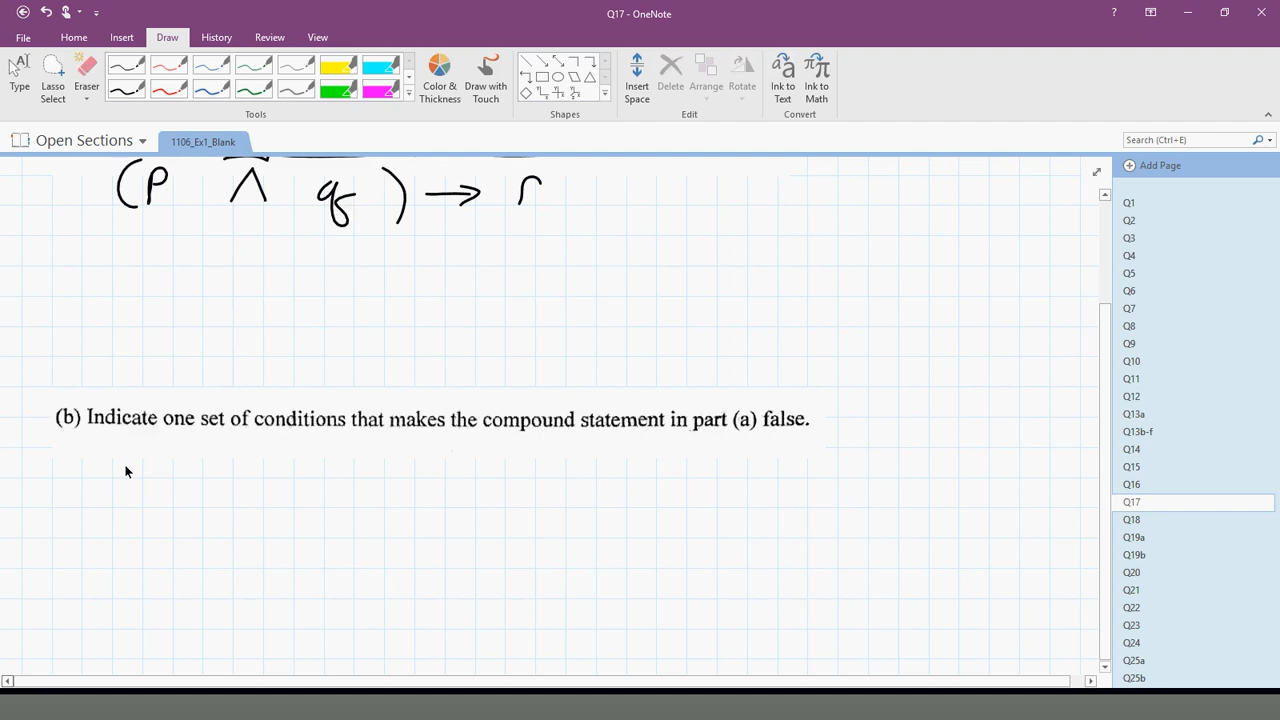 Q17 - OneNote
?
File Home Insert Draw History Review View
Type
Lasso Select
Eraser
Color & Thickness
Draw with Touch
Insert Space
Delete
Arrange
Rotate
Ink to Text
Ink to Math
Tools
Shapes
Edit
Convert
Open Sections
1106_Ex1_Blank
Search (Ctrl+E)
Add Page
(P ∧ q) → r
(b) Indicate one set of conditions that makes the compound statement in part (a) false.
Q1
Q2
Q3
Q4
Q5
Q6
Q7
Q8
Q9
Q10
Q11
Q12
Q13a
Q13b-f
Q14
Q15
Q16
Q17
Q18
Q19a
Q19b
Q20
Q21
Q22
Q23
Q24
Q25a
Q25b